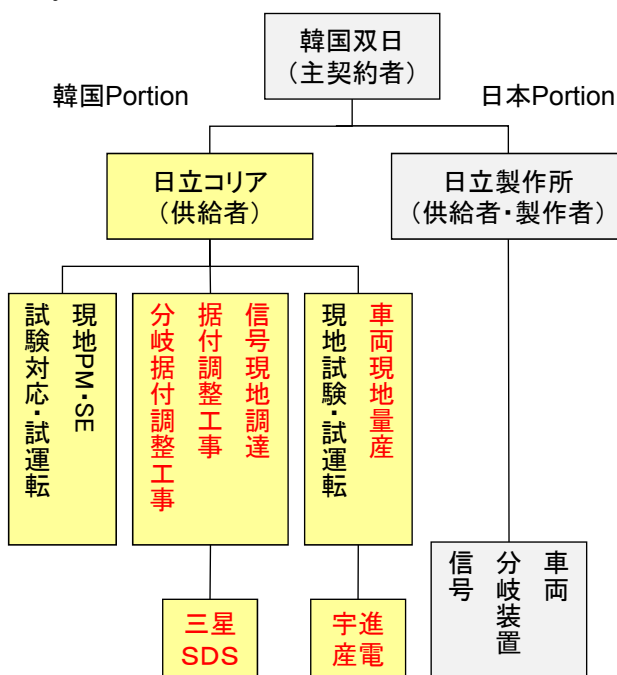 韓国双日
（主契約者）
韓国Portion
日本Portion
日立コリア
（供給者）
日立製作所
（供給者・製作者）
現地PM・SE
試験対応・試運転
信号現地調達
据付調整工事
分岐据付調整工事
車両現地量産
現地試験・試運転
車両
分岐装置
信号
三星
SDS
宇進
産電